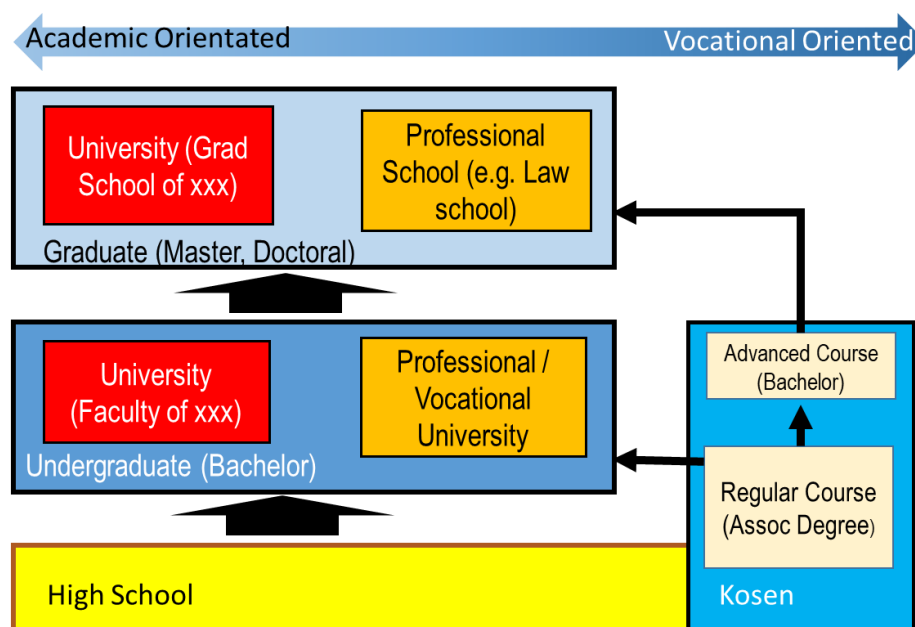 Academic Orientated
Vocational Oriented
University (Grad
School of xxx)
Professional
School (e.g. Law
school)
Graduate (Master, Doctoral)
University
(Faculty of xxx)
Professional /
Vocational
University
Undergraduate (Bachelor)
Advanced Course
(Bachelor)
Regular Course
(Assoc Degree)
High School
Kosen